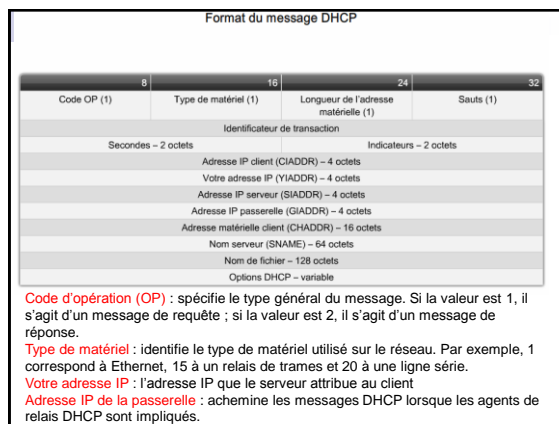 Format du message DHCP
8 16 24 32
Code OP (1) Type de matériel (1) Longueur de l'adresse matérielle (1) Sauts (1)
Identificateur de transaction
Secondes – 2 octets Indicateurs – 2 octets
Adresse IP client (CIADDR) – 4 octets
Votre adresse IP (YIADDR) – 4 octets
Adresse IP serveur (SIADDR) – 4 octets
Adresse IP passerelle (GIADDR) – 4 octets
Adresse matérielle client (CHADDR) – 16 octets
Nom serveur (SNAME) – 64 octets
Nom de fichier – 128 octets
Options DHCP – variable
Code d'opération (OP) : spécifie le type général du message. Si la valeur est 1, il
s'agit d'un message de requête ; si la valeur est 2, il s'agit d'un message de
réponse.
Type de matériel : identifie le type de matériel utilisé sur le réseau. Par exemple, 1
correspond à Ethernet, 15 à un relais de trames et 20 à une ligne série.
Votre adresse IP : l'adresse IP que le serveur attribue au client
Adresse IP de la passerelle : achemine les messages DHCP lorsque les agents de
relais DHCP sont impliqués.